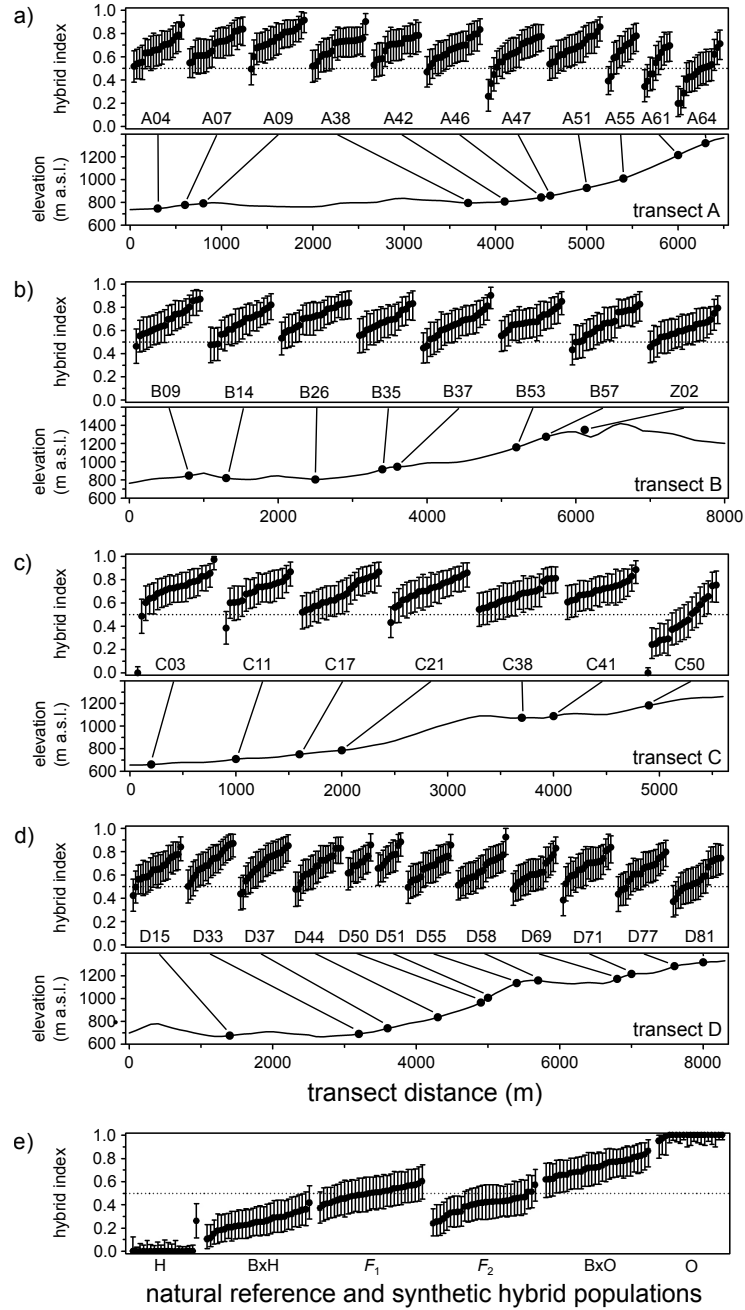 a)
hybrid index
1.0
0.8
0.6
0.4
0.2
0.0
A04 A07 A09 A38 A42 A46 A47 A51 A55 A61 A64
elevation
(m a.s.l.)
1200
1000
800
600
transect A
0 1000 2000 3000 4000 5000 6000
b)
hybrid index
1.0
0.8
0.6
0.4
0.2
0.0
B09 B14 B26 B35 B37 B53 B57 Z02
elevation
(m a.s.l.)
1400
1200
1000
800
600
transect B
0 2000 4000 6000 8000
c)
hybrid index
1.0
0.8
0.6
0.4
0.2
0.0
C03 C11 C17 C21 C38 C41 C50
elevation
(m a.s.l.)
1200
1000
800
600
transect C
0 1000 2000 3000 4000 5000
d)
hybrid index
1.0
0.8
0.6
0.4
0.2
0.0
D15 D33 D37 D44 D50 D51 D55 D58 D69 D71 D77 D81
elevation
(m a.s.l.)
1200
1000
800
600
transect D
0 2000 4000 6000 8000
transect distance (m)
e)
hybrid index
1.0
0.8
0.6
0.4
0.2
0.0
H BxH F1 F2 BxO O
natural reference and synthetic hybrid populations